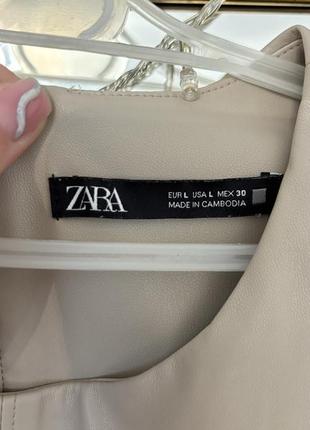 ZARA
EUR L USA L MEX 30
MADE IN CAMBODIA